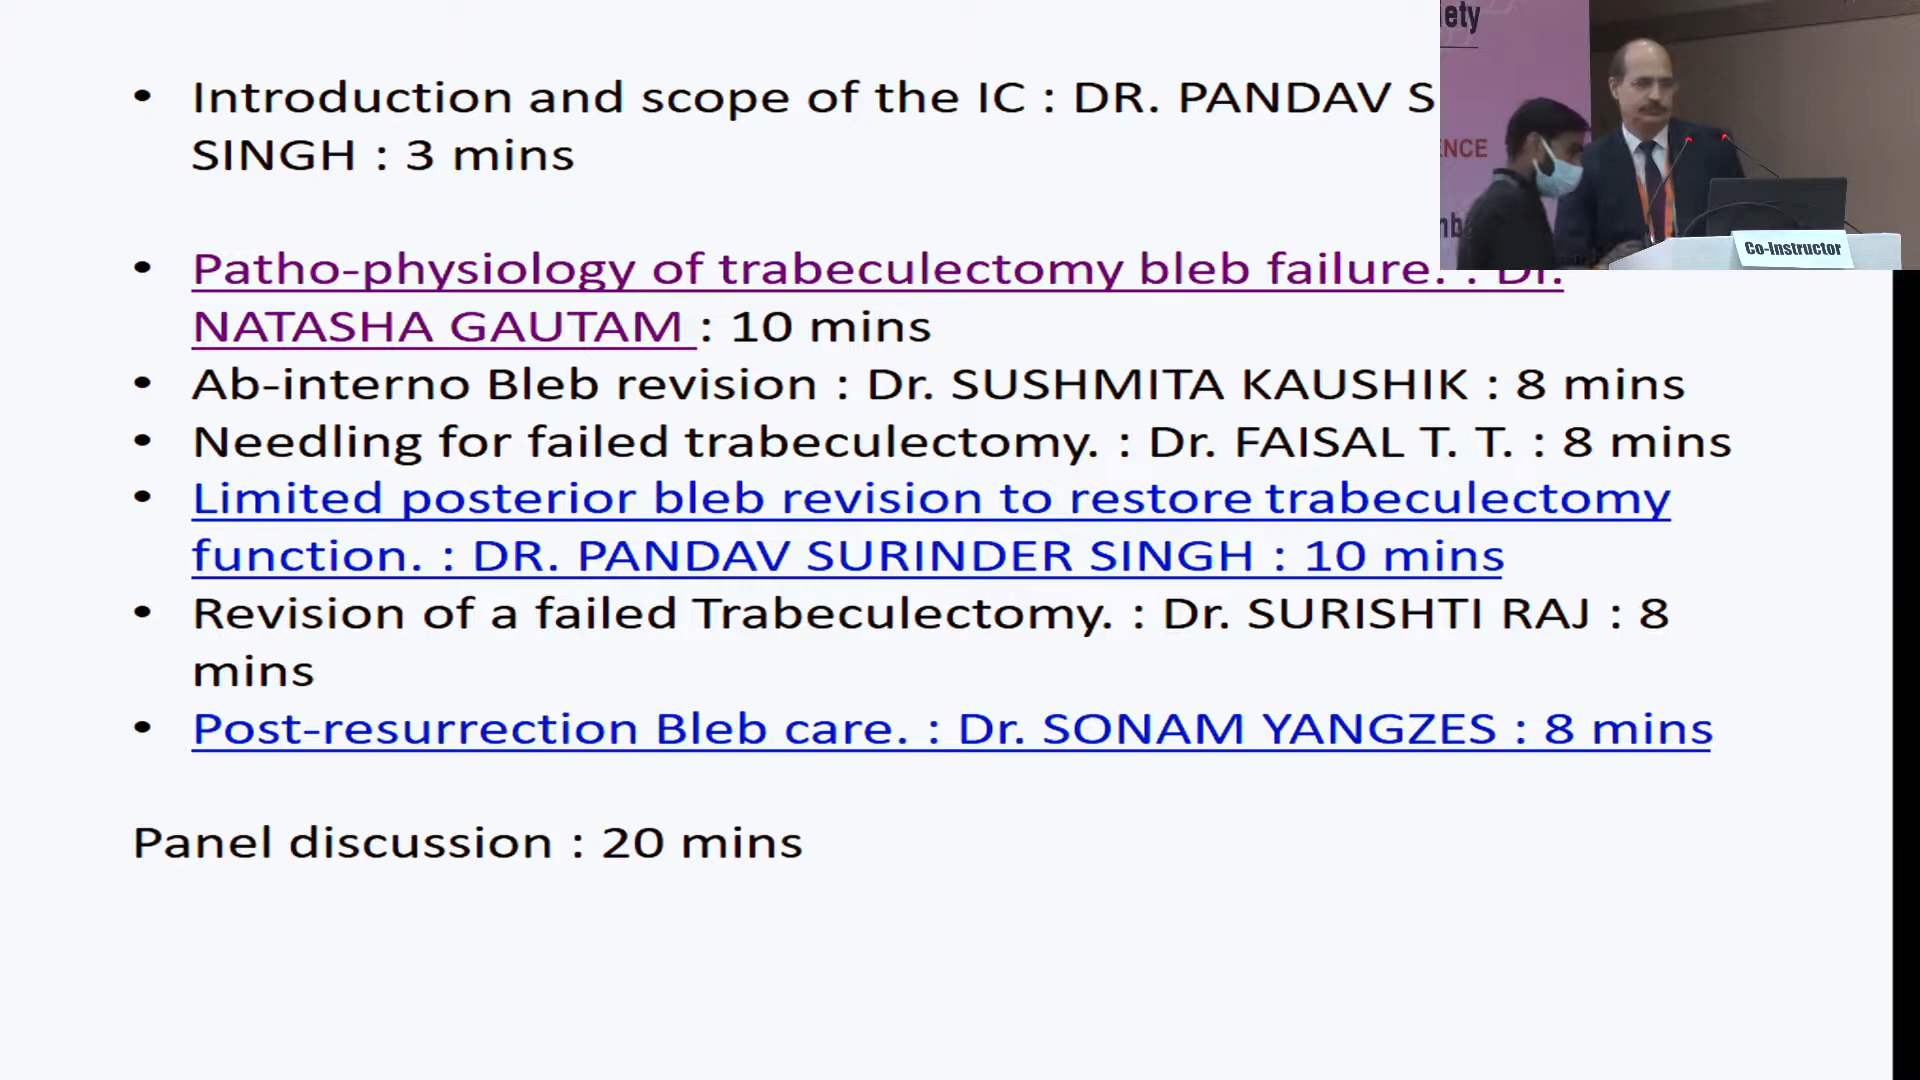 • Introduction and scope of the IC : DR. PANDAV S
SINGH : 3 mins
• Patho-physiology of trabeculectomy bleb failure. : Dr.
NATASHA GAUTAM : 10 mins
• Ab-interno Bleb revision : Dr. SUSHMITA KAUSHIK : 8 mins
• Needling for failed trabeculectomy. : Dr. FAISAL T. T. : 8 mins
• Limited posterior bleb revision to restore trabeculectomy
function. : DR. PANDAV SURINDER SINGH : 10 mins
• Revision of a failed Trabeculectomy. : Dr. SURISHTI RAJ : 8
mins
• Post-resurrection Bleb care. : Dr. SONAM YANGZES : 8 mins
Panel discussion : 20 mins
ety
ENCE
Co-Instructor